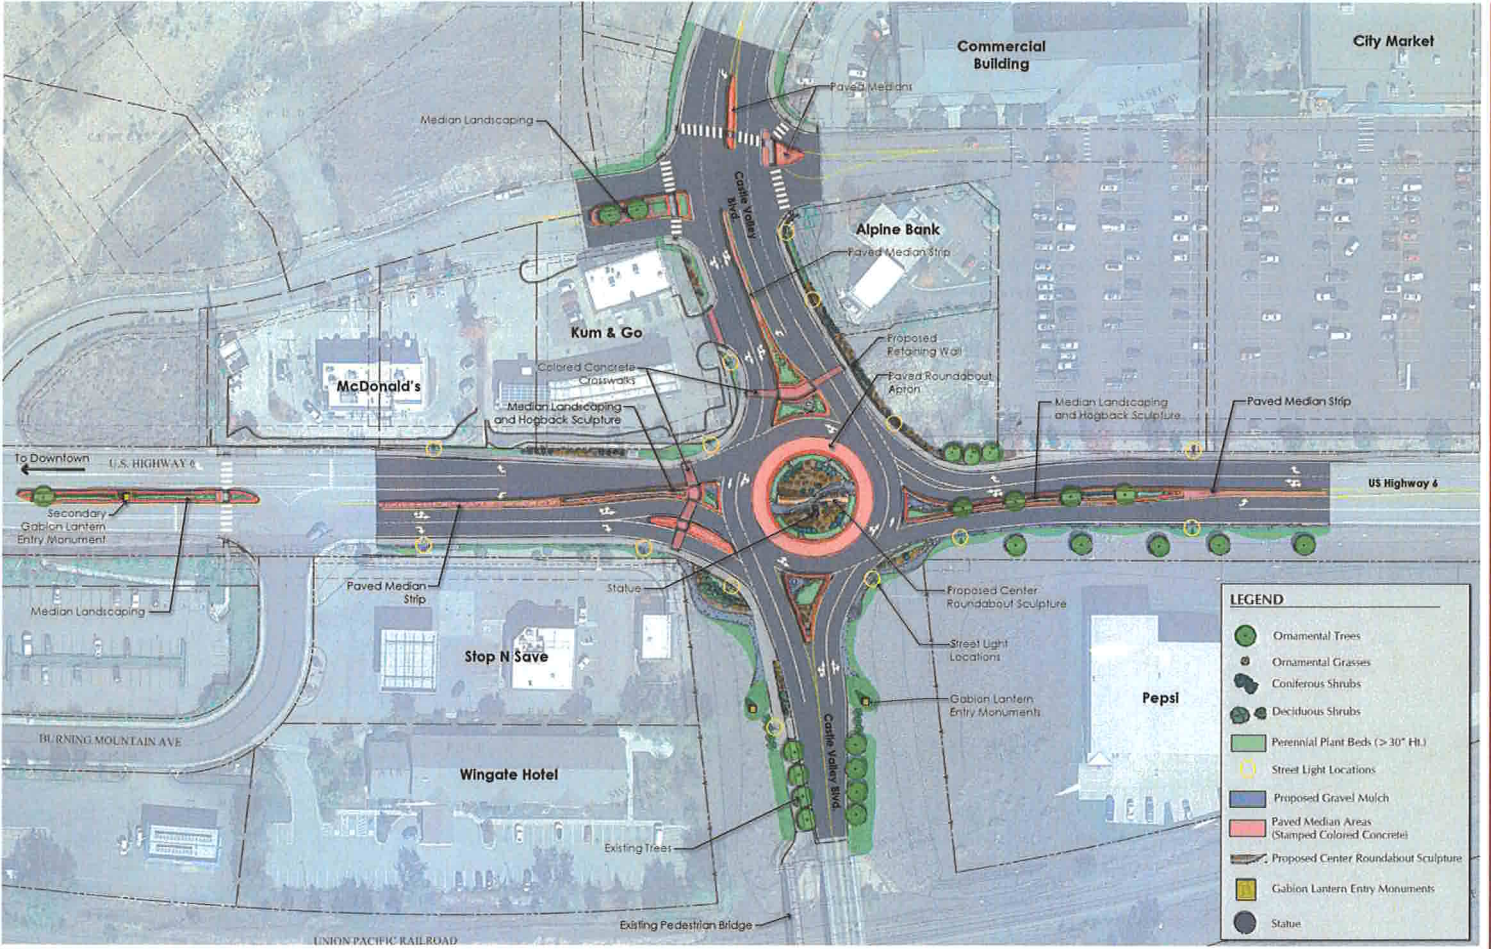 Commercial
Building
City Market
Paved Medians
Median Landscaping
Castle Valley
Blvd.
Alpine Bank
Paved Median Strip
Kum & Go
Proposed
Retaining Wall
Colored Concrete
Crosswalks
McDonald's
Paved Roundabout
Apron
Median Landscaping
and Hogback Sculpture
Median Landscaping
and Hogback Sculpture
Paved Median Strip
To Downtown
U.S. HIGHWAY 6
US Highway 6
Secondary
Gabion Lantern
Entry Monument
Paved Median
Strip
Statue
Proposed Center
Roundabout Sculpture
Median Landscaping
Street Light
Locations
Stop N Save
Gabion Lantern
Entry Monuments
Pepsi
Castle Valley Blvd.
BURNING MOUNTAIN AVE
Wingate Hotel
Existing Trees
Existing Pedestrian Bridge
UNION PACIFIC RAILROAD
LEGEND
Ornamental Trees
Ornamental Grasses
Coniferous Shrubs
Deciduous Shrubs
Perennial Plant Beds (> 30" Ht.)
Street Light Locations
Proposed Gravel Mulch
Paved Median Areas
(Stamped Colored Concrete)
Proposed Center Roundabout Sculpture
Gabion Lantern Entry Monuments
Statue